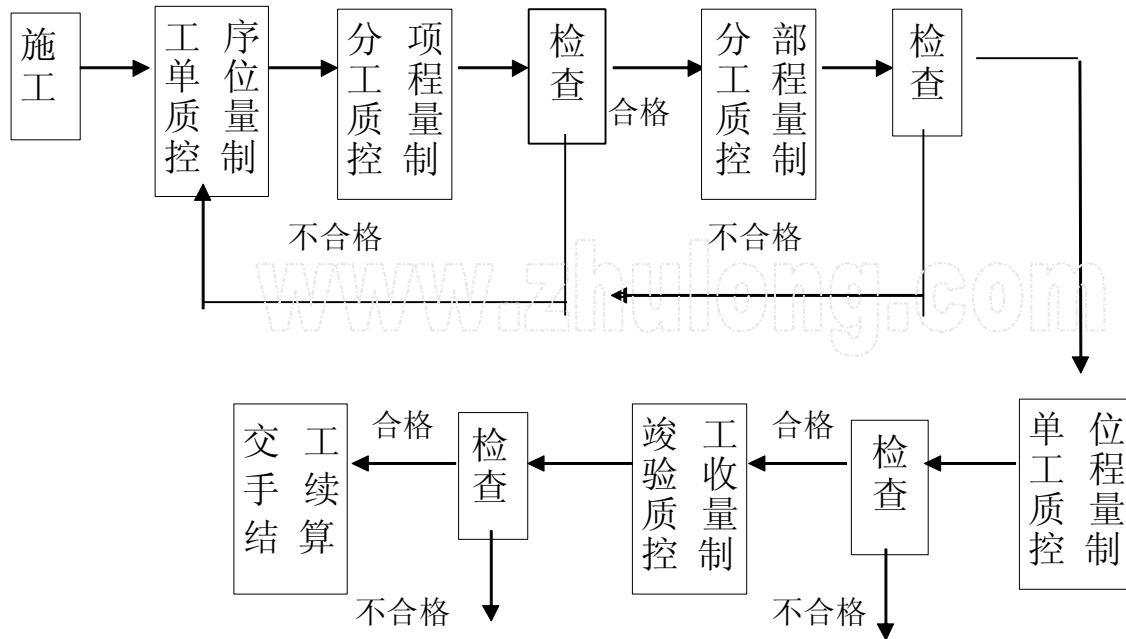 施
工
工 序
单 位
质 量
控 制
分 项
工 程
质 量
控 制
检
查
合格
分 部
工 程
质 量
控 制
检
查
不合格
不合格
www.zhulong.com
单 位
工 程
质 量
控 制
检
查
合格
不合格
竣 工
验 收
质 量
控 制
检
查
合格
不合格
交 工
手 续
结 算